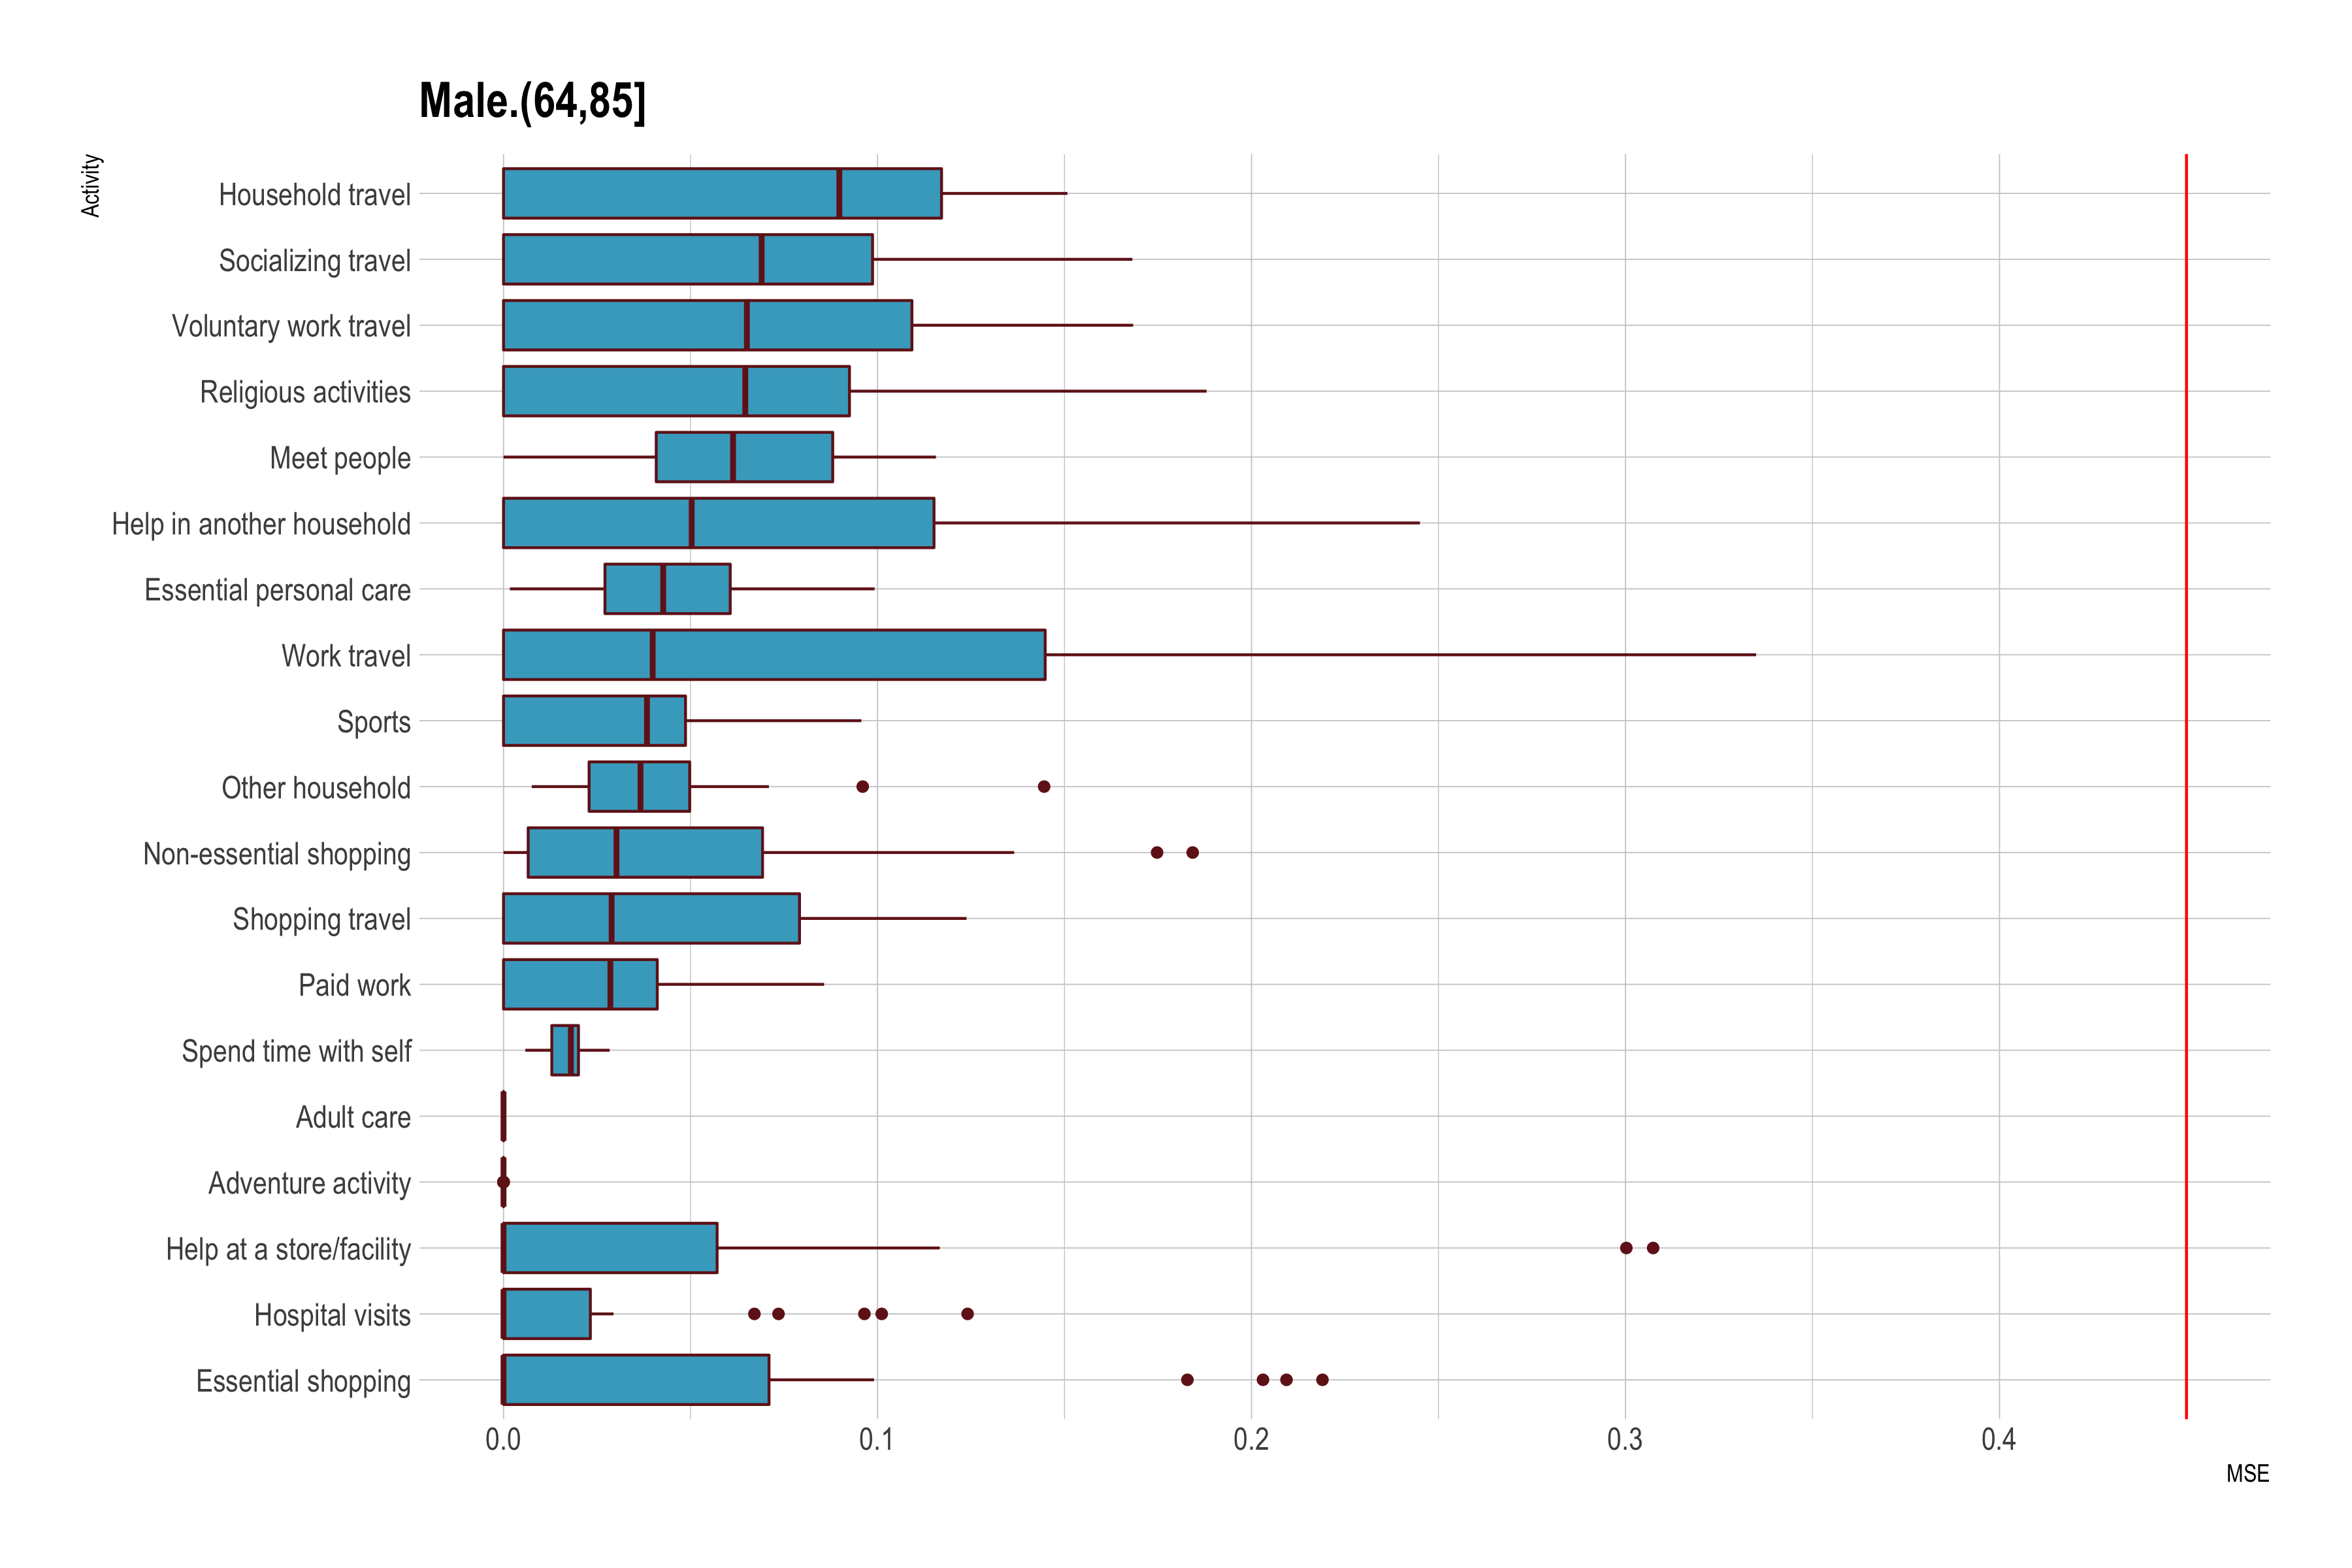 Male.(64,85]
Activity
Household travel
Socializing travel
Voluntary work travel
Religious activities
Meet people
Help in another household
Essential personal care
Work travel
Sports
Other household
Non-essential shopping
Shopping travel
Paid work
Spend time with self
Adult care
Adventure activity
Help at a store/facility
Hospital visits
Essential shopping
0.0 0.1 0.2 0.3 0.4
MSE